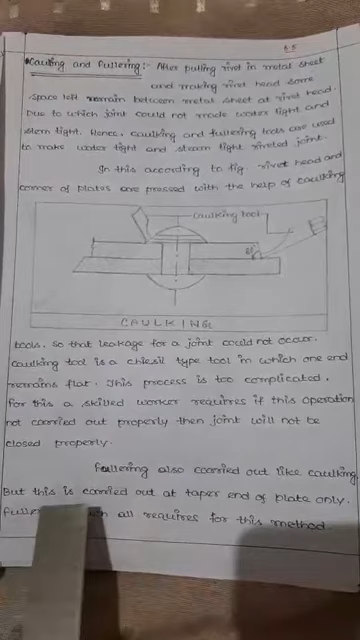 55
Caulking and Fullering:- After putting rivet in metal sheet
and making rivet head some
space left remain between metal sheet at rivet head.
Due to which joint could not made water tight and
stem tight. Hence, caulking and fullering tools are used
to make water tight and steam tight riveted joint.
In this according to fig. rivet head and
corner of plates are pressed with the help of caulking
Caulking tool
80°
CAULKING
tools, so that leakage for a joint could not occur.
Caulking tool is a chiesil type tool in which one end
remains flat. This process is too complicated.
For this a skilled worker requires if this operation
not coorried out properly then joint will not be
closed property.
fullering also coorried out like caulking
But this is carried out at taper end of plate only.
all requires for this method.